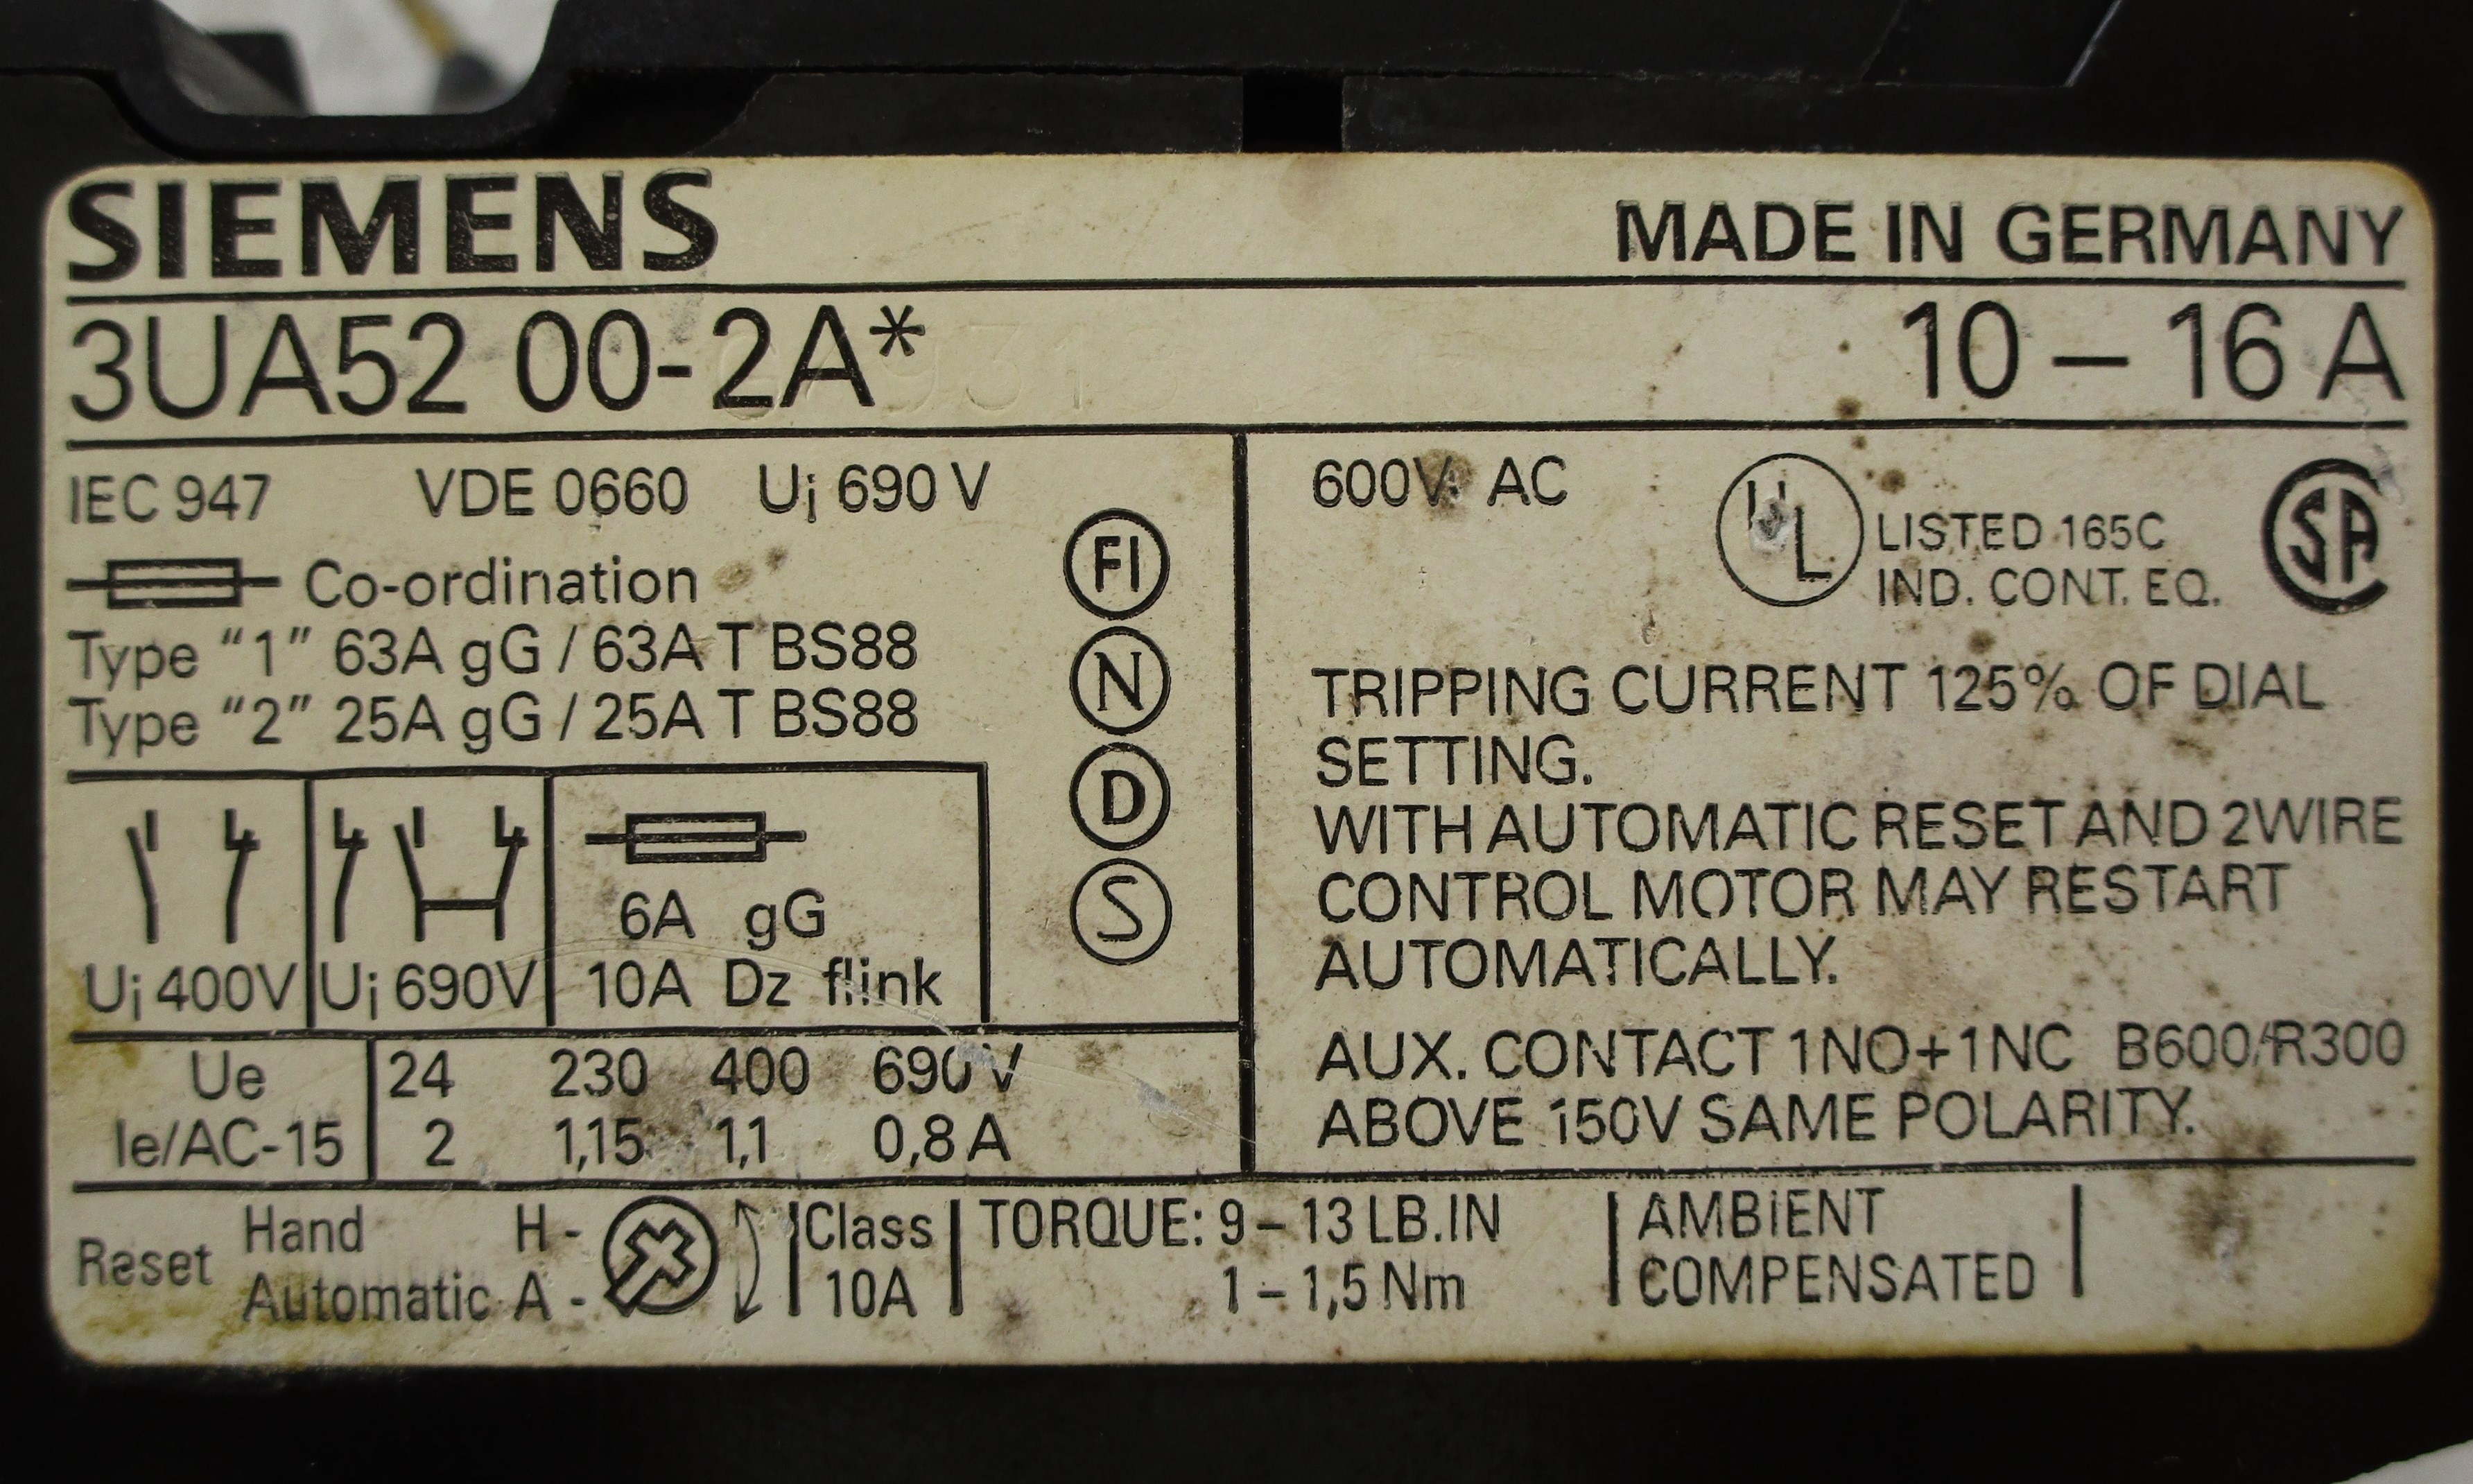 SIEMENS MADE IN GERMANY
3UA52 00-2A* 10 – 16 A
IEC 947 VDE 0660 Ui 690 V
FI
Co-ordination
Type "1" 63A gG / 63A T BS88
N
Type "2" 25A gG / 25A T BS88
D
S
6A gG
Ui 400V Ui 690V 10A Dz flink
Ue 24 230 400 690 V
Ie/AC-15 2 1,15 1,1 0,8 A
600V AC
UL LISTED 165C
IND. CONT. EQ.
SA
TRIPPING CURRENT 125% OF DIAL
SETTING.
WITH AUTOMATIC RESET AND 2WIRE
CONTROL MOTOR MAY RESTART
AUTOMATICALLY.
AUX. CONTACT 1NO+1NC B600/R300
ABOVE 150V SAME POLARITY.
Reset Hand H -
Automatic A -
Class
10A
TORQUE: 9 – 13 LB.IN
1 – 1,5 Nm
AMBIENT
COMPENSATED